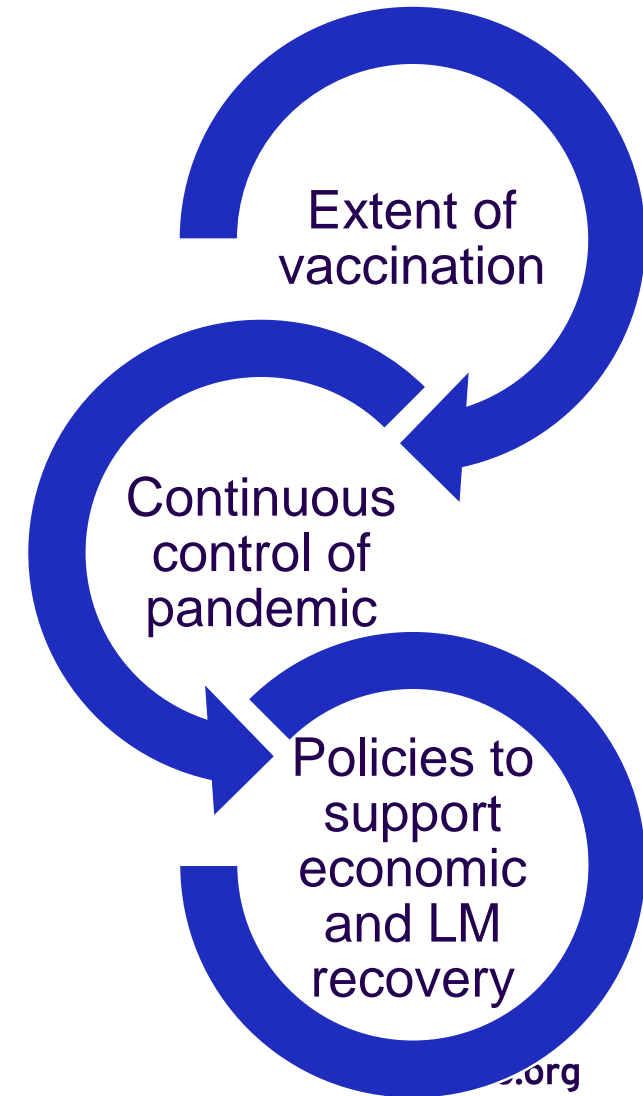 Extent of
vaccination
Continuous
control of
pandemic
Policies to
support
economic
and LM
recovery
.org